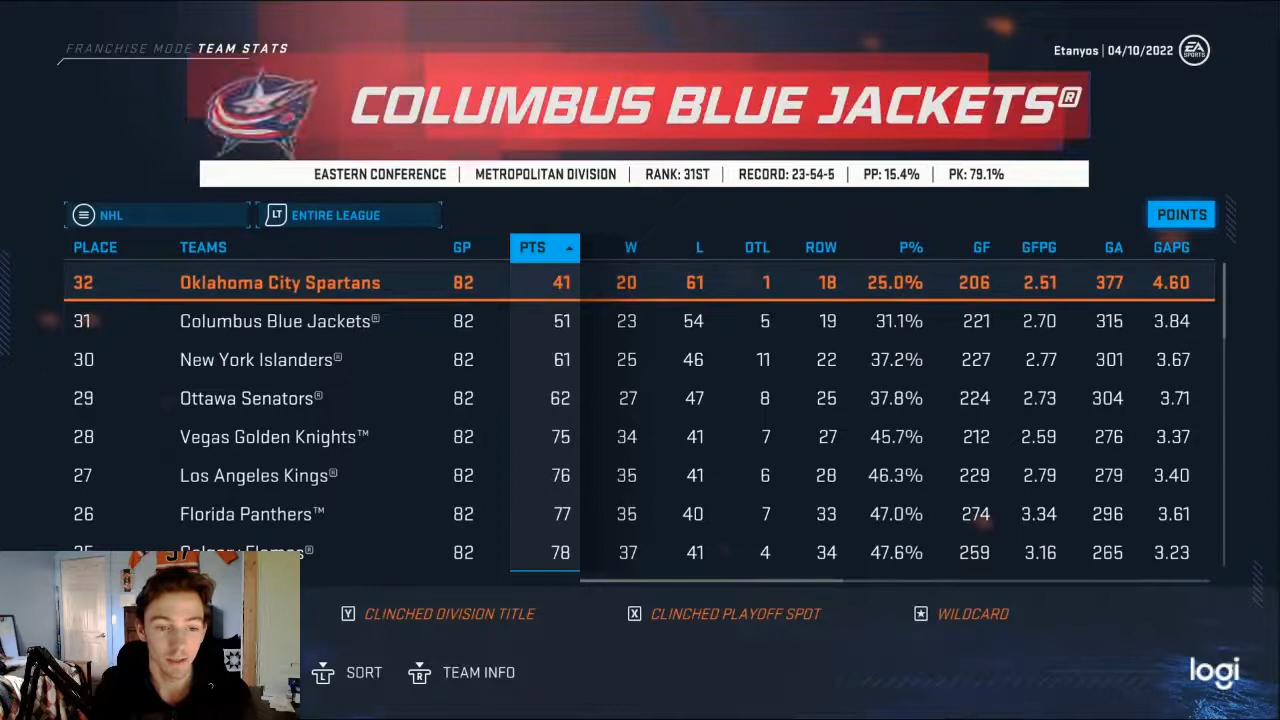 FRANCHISE MODE TEAM STATS
Etanyos | 04/10/2022 EA SPORTS
COLUMBUS BLUE JACKETS®
EASTERN CONFERENCE | METROPOLITAN DIVISION | RANK: 31ST | RECORD: 23-54-5 | PP: 15.4% | PK: 79.1%
NHL LT ENTIRE LEAGUE POINTS
PLACE TEAMS GP PTS W L OTL ROW P% GF GFPG GA GAPG
32 Oklahoma City Spartans 82 41 20 61 1 18 25.0% 206 2.51 377 4.60
31 Columbus Blue Jackets® 82 51 23 54 5 19 31.1% 221 2.70 315 3.84
30 New York Islanders® 82 61 25 46 11 22 37.2% 227 2.77 301 3.67
29 Ottawa Senators® 82 62 27 47 8 25 37.8% 224 2.73 304 3.71
28 Vegas Golden Knights™ 82 75 34 41 7 27 45.7% 212 2.59 276 3.37
27 Los Angeles Kings® 82 76 35 41 6 28 46.3% 229 2.79 279 3.40
26 Florida Panthers™ 82 77 35 40 7 33 47.0% 274 3.34 296 3.61
25 Calgary Flames® 82 78 37 41 4 34 47.6% 259 3.16 265 3.23
Y CLINCHED DIVISION TITLE X CLINCHED PLAYOFF SPOT ★ WILDCARD
L SORT R TEAM INFO
logi